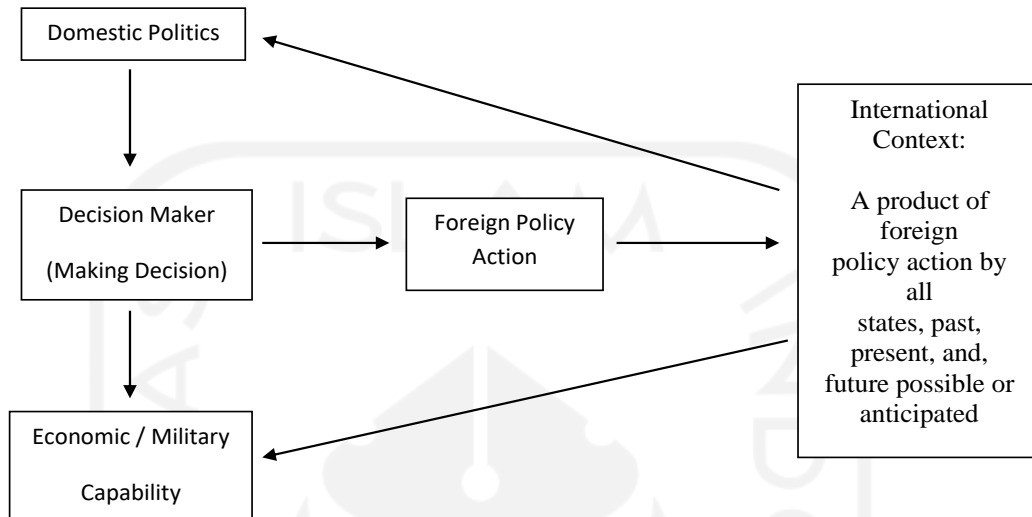 Domestic Politics
Decision Maker
(Making Decision)
Economic / Military
Capability
Foreign Policy
Action
International
Context:
A product of
foreign
policy action by
all
states, past,
present, and,
future possible or
anticipated
ISLAM